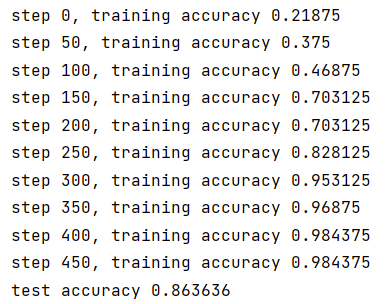 step 0, training accuracy 0.21875
step 50, training accuracy 0.375
step 100, training accuracy 0.46875
step 150, training accuracy 0.703125
step 200, training accuracy 0.703125
step 250, training accuracy 0.828125
step 300, training accuracy 0.953125
step 350, training accuracy 0.96875
step 400, training accuracy 0.984375
step 450, training accuracy 0.984375
test accuracy 0.863636